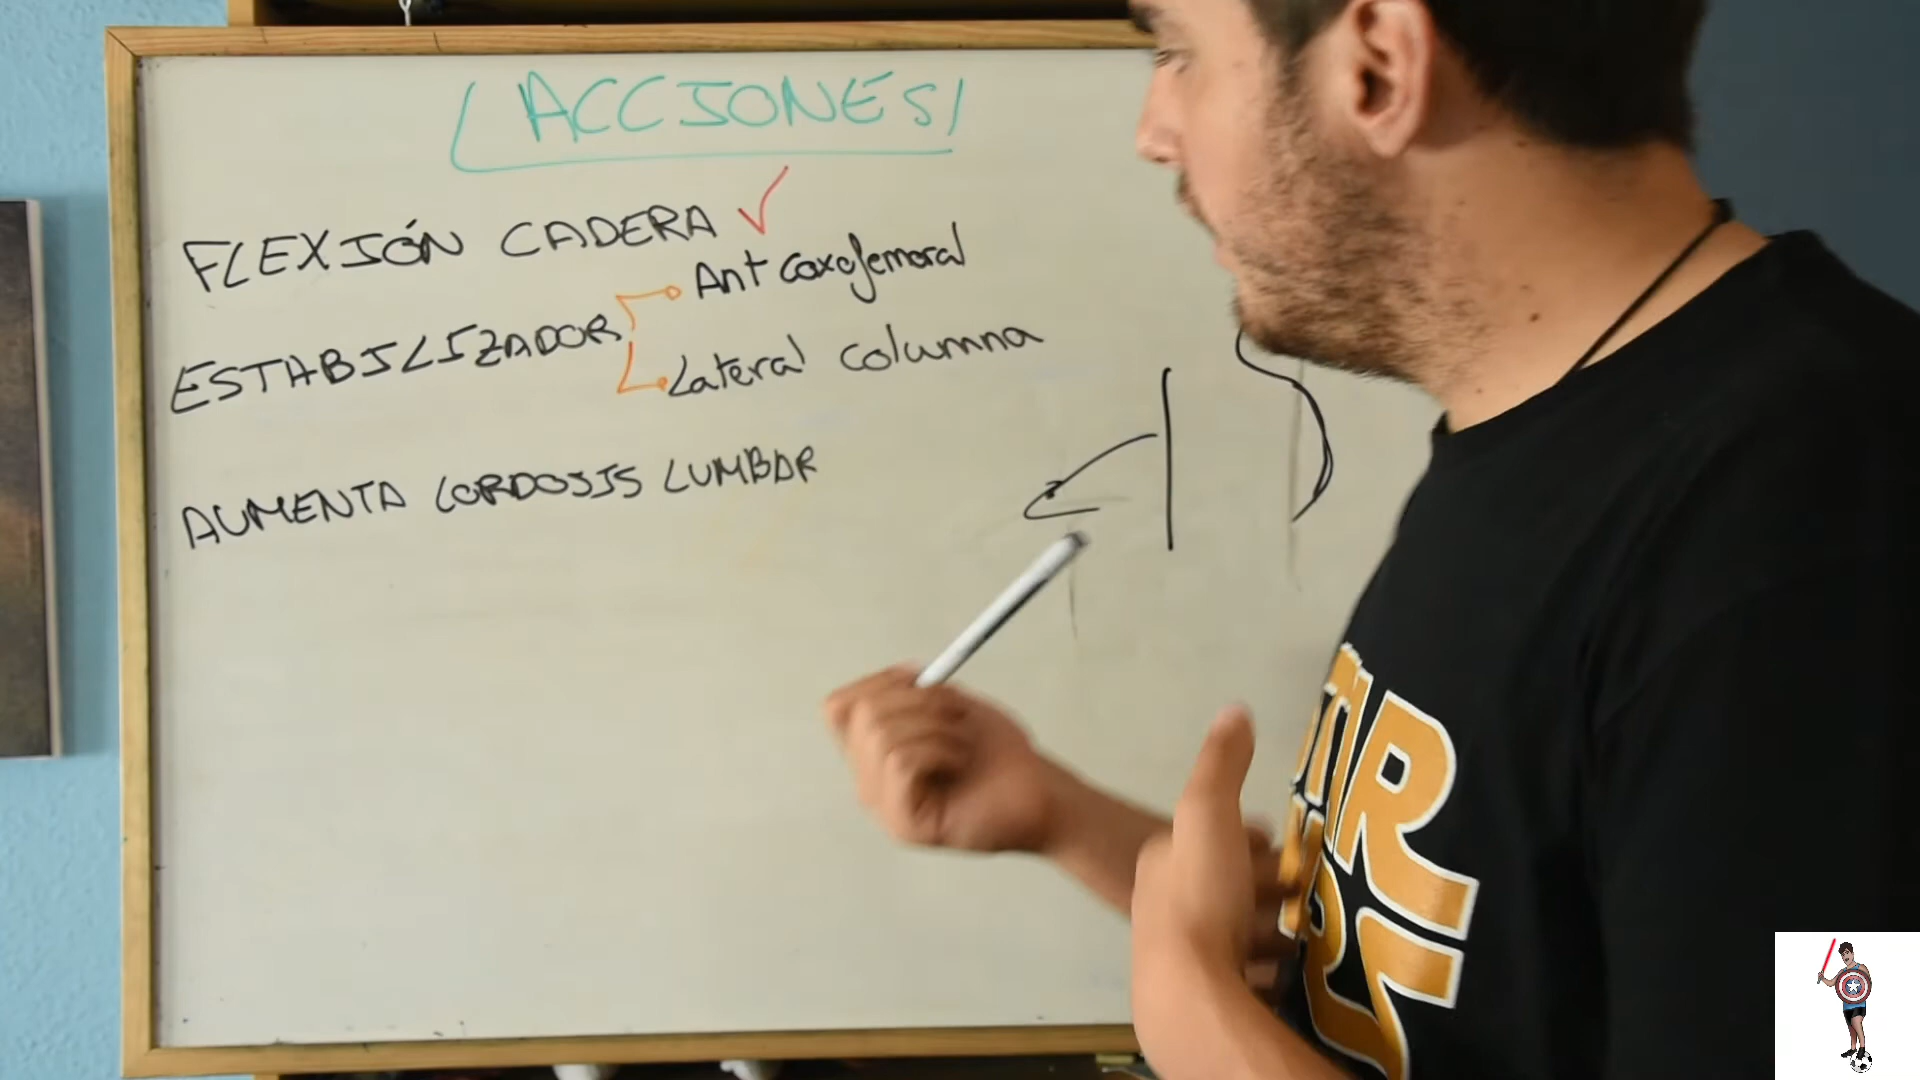 ACCIONES
FLEXIÓN CADERA ✓
Ant coxofemoral
ESTABILIZADOR
Lateral columna
AUMENTA LORDOSIS LUMBAR